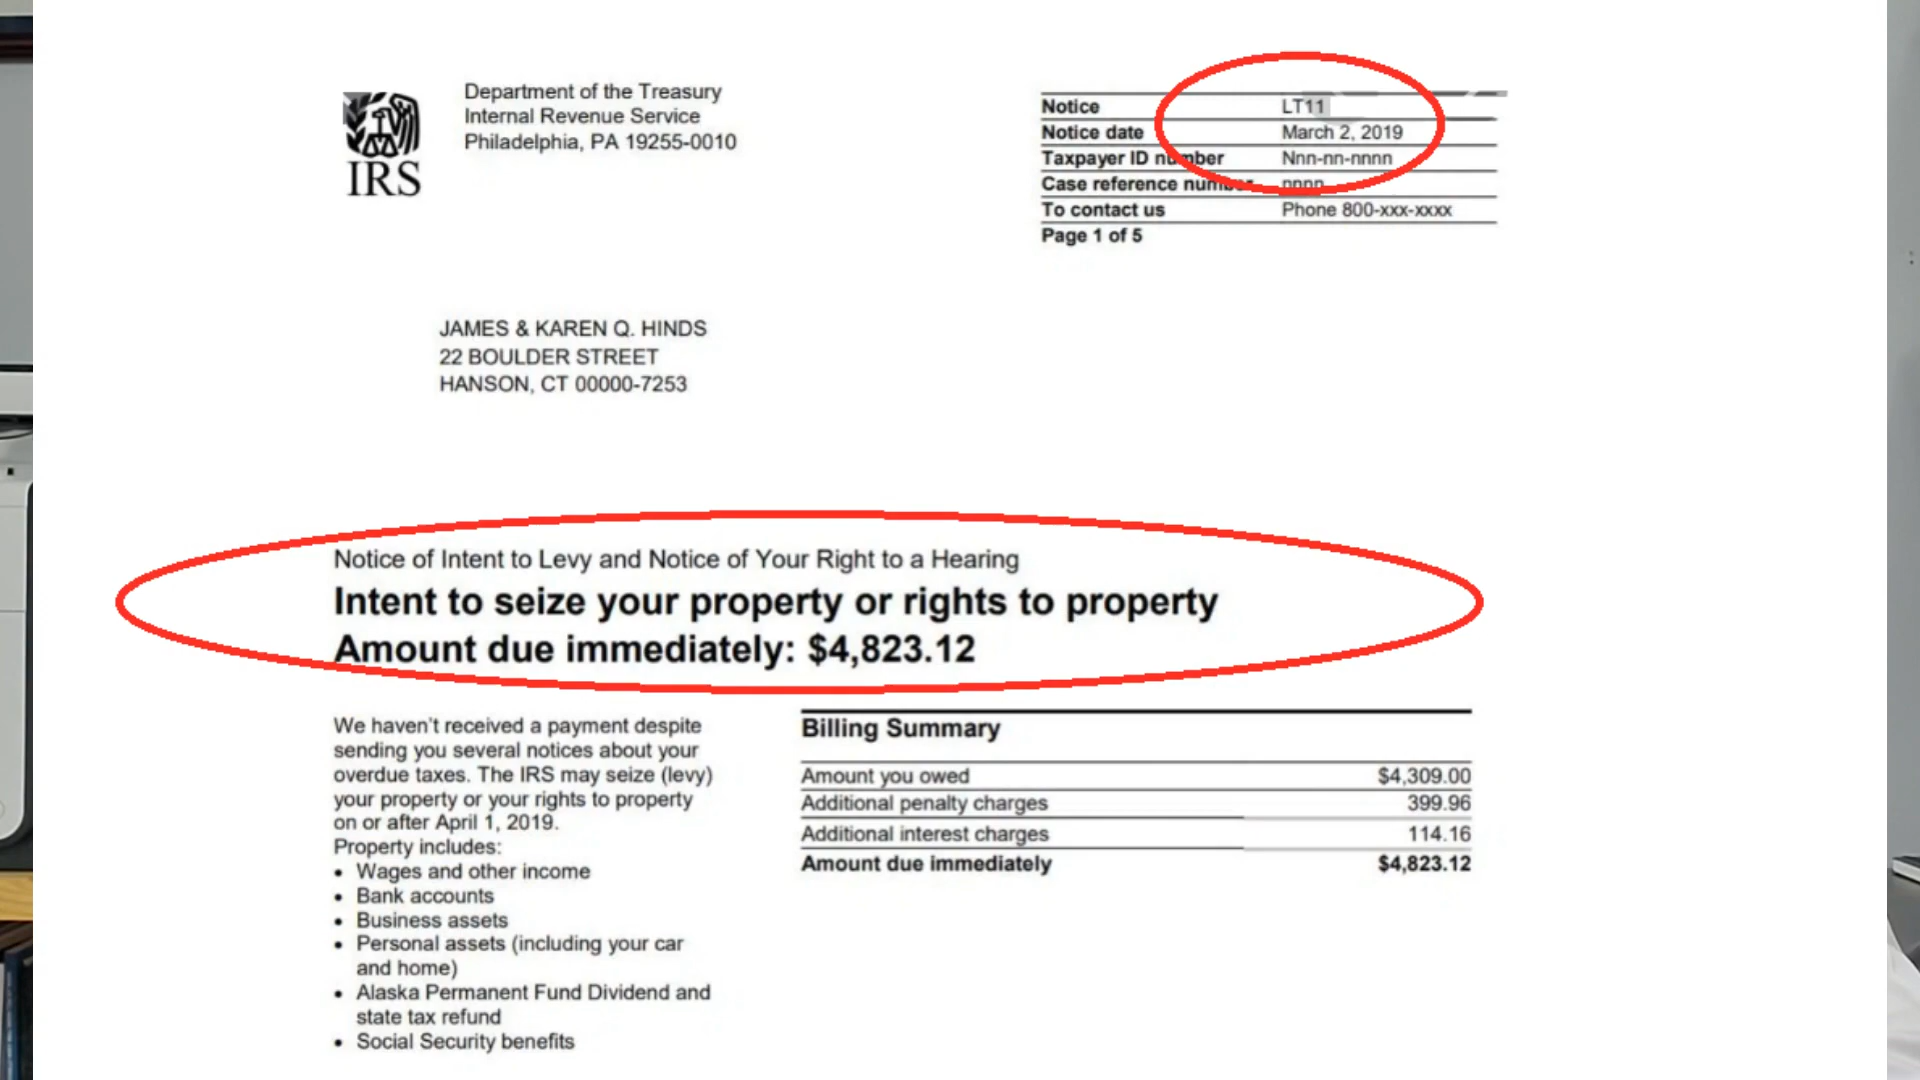 IRS
Department of the Treasury
Internal Revenue Service
Philadelphia, PA 19255-0010
Notice LT11
Notice date March 2, 2019
Taxpayer ID number Nnn-nn-nnnn
Case reference number nnnn
To contact us Phone 800-xxx-xxxx
Page 1 of 5
JAMES & KAREN Q. HINDS
22 BOULDER STREET
HANSON, CT 00000-7253
Notice of Intent to Levy and Notice of Your Right to a Hearing
Intent to seize your property or rights to property
Amount due immediately: $4,823.12
We haven't received a payment despite
sending you several notices about your
overdue taxes. The IRS may seize (levy)
your property or your rights to property
on or after April 1, 2019.
Property includes:
• Wages and other income
• Bank accounts
• Business assets
• Personal assets (including your car
and home)
• Alaska Permanent Fund Dividend and
state tax refund
• Social Security benefits
Billing Summary
Amount you owed $4,309.00
Additional penalty charges 399.96
Additional interest charges 114.16
Amount due immediately $4,823.12